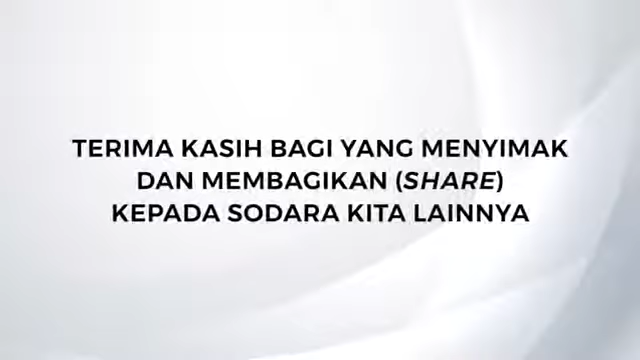 TERIMA KASIH BAGI YANG MENYIMAK
DAN MEMBAGIKAN (SHARE)
KEPADA SODARA KITA LAINNYA